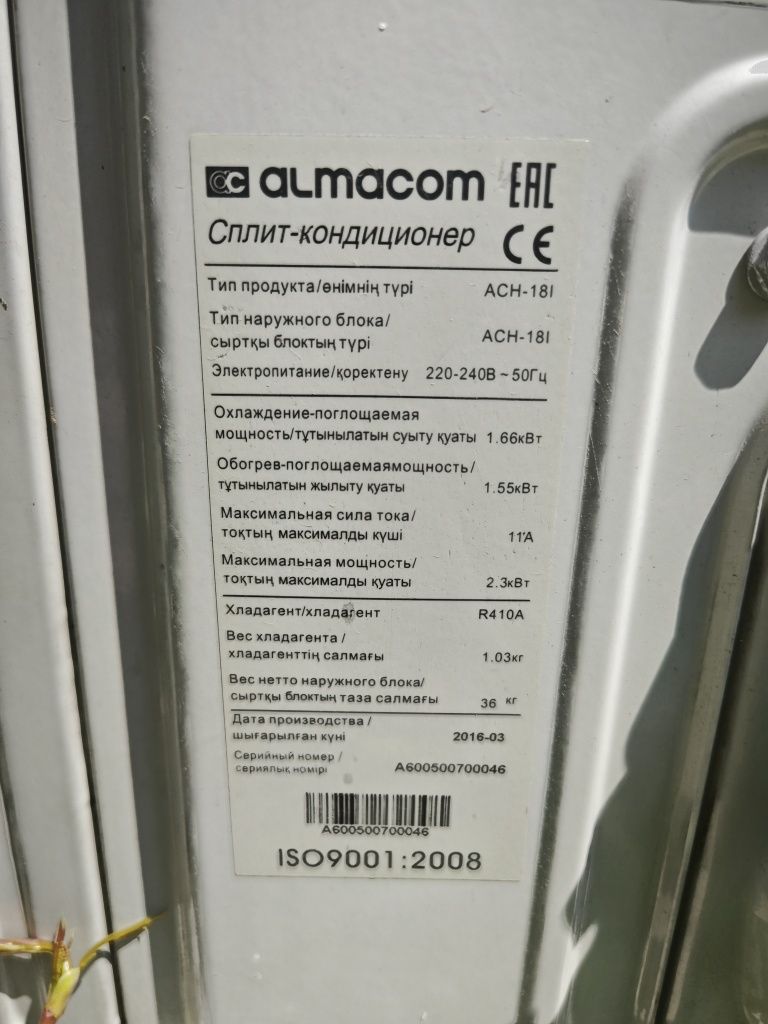 ac almacom EAC
Сплит-кондиционер CE
Тип продукта/өнімнің түрі ACH-18I
Тип наружного блока/
сыртқы блоктың түрі ACH-18I
Электропитание/қоректену 220-240В ~ 50Гц
Охлаждение-поглощаемая
мощность/тұтынылатын суыту қуаты 1.66кВт
Обогрев-поглощаемаямощность/
тұтынылатын жылыту қуаты 1.55кВт
Максимальная сила тока/
тоқтың максималды күші 11А
Максимальная мощность/
тоқтың максималды қуаты 2.3кВт
Хладагент/хладагент R410A
Вес хладагента /
хладагенттің салмағы 1.03кг
Вес нетто наружного блока/
сыртқы блоктың таза салмағы 36 кг
Дата производства /
шығарылған күні 2016-03
Серийный номер /
сериялық номірі A600500700046
A600500700046
ISO9001:2008